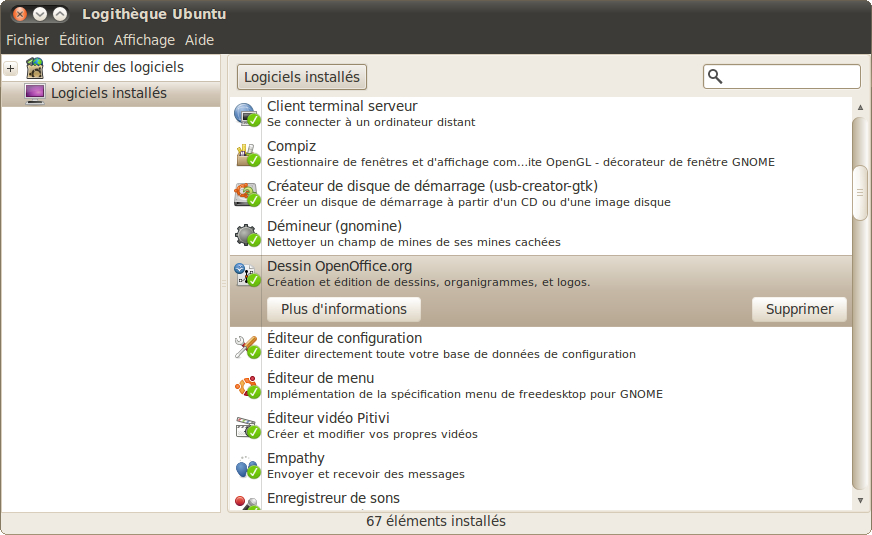 Logithèque Ubuntu
Fichier Édition Affichage Aide
Obtenir des logiciels
Logiciels installés
Logiciels installés
Client terminal serveur
Se connecter à un ordinateur distant
Compiz
Gestionnaire de fenêtres et d'affichage com...ite OpenGL - décorateur de fenêtre GNOME
Créateur de disque de démarrage (usb-creator-gtk)
Créer un disque de démarrage à partir d'un CD ou d'une image disque
Démineur (gnomine)
Nettoyer un champ de mines de ses mines cachées
Dessin OpenOffice.org
Création et édition de dessins, organigrammes, et logos.
Plus d'informations Supprimer
Éditeur de configuration
Éditer directement toute votre base de données de configuration
Éditeur de menu
Implémentation de la spécification menu de freedesktop pour GNOME
Éditeur vidéo Pitivi
Créer et modifier vos propres vidéos
Empathy
Envoyer et recevoir des messages
Enregistreur de sons
67 éléments installés